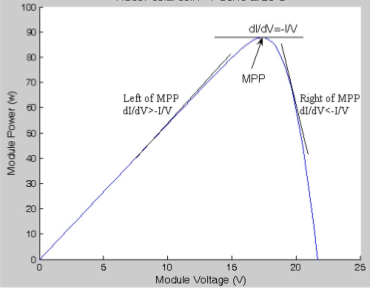 100
dI/dV=-I/V
90
80
MPP
Left of MPP
dI/dV>-I/V
Right of MPP
dI/dV<-I/V
70
60
50
40
30
20
10
0
Module Power (w)
0
5
10
15
20
25
Module Voltage (V)